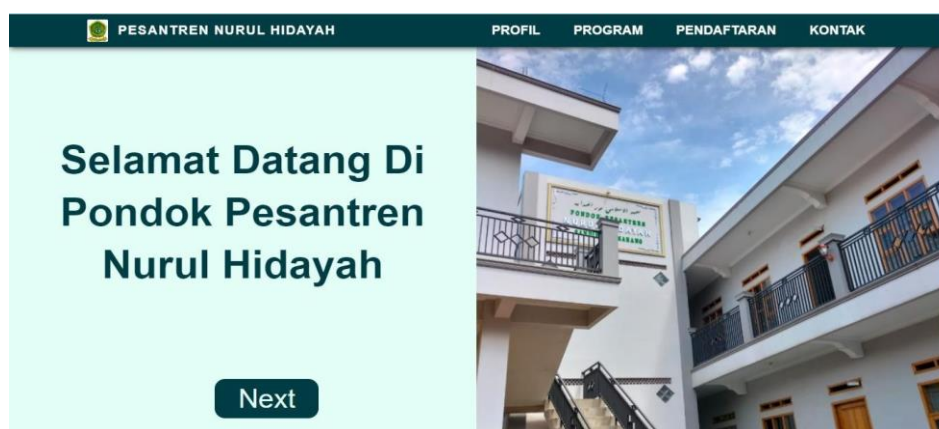 PESANTREN NURUL HIDAYAH
PROFIL PROGRAM PENDAFTARAN KONTAK
Selamat Datang Di
Pondok Pesantren
Nurul Hidayah
PONDOK PESANTREN
Next